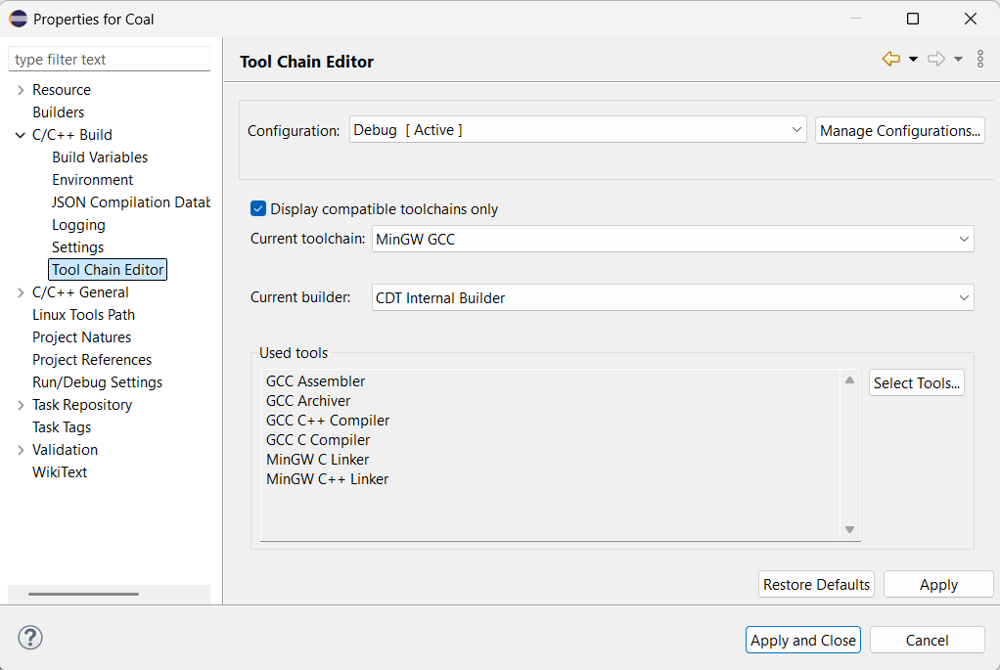 Properties for Coal
type filter text
Resource
Builders
C/C++ Build
Build Variables
Environment
JSON Compilation Datab
Logging
Settings
Tool Chain Editor
C/C++ General
Linux Tools Path
Project Natures
Project References
Run/Debug Settings
Task Repository
Task Tags
Validation
WikiText
Tool Chain Editor
Configuration: Debug [ Active ] Manage Configurations...
Display compatible toolchains only
Current toolchain: MinGW GCC
Current builder: CDT Internal Builder
Used tools
GCC Assembler
GCC Archiver
GCC C++ Compiler
GCC C Compiler
MinGW C Linker
MinGW C++ Linker
Select Tools...
Restore Defaults Apply
? Apply and Close Cancel